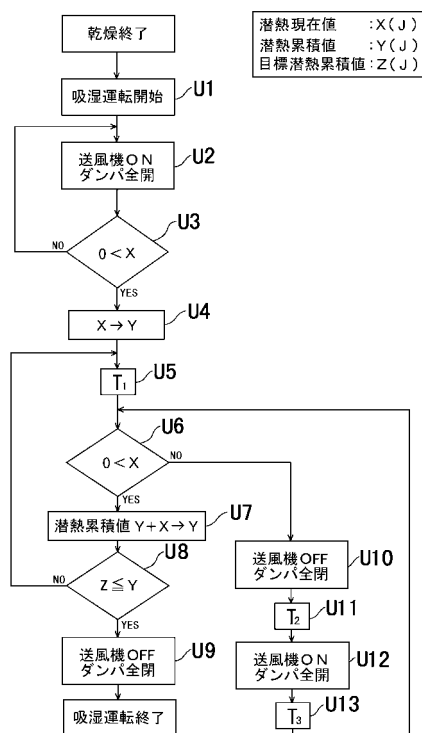 乾燥終了
潜熱現在値　：X(J)
潜熱累積値　：Y(J)
目標潜熱累積値：Z(J)
吸湿運転開始
U1
送風機ON
ダンパ全開
U2
0<X
U3
NO
YES
X→Y
U4
T₁
U5
0<X
U6
NO
YES
潜熱累積値 Y+X→Y
U7
Z≦Y
U8
NO
YES
送風機OFF
ダンパ全閉
U9
吸湿運転終了
送風機OFF
ダンパ全閉
U10
T₂
U11
送風機ON
ダンパ全開
U12
T₃
U13